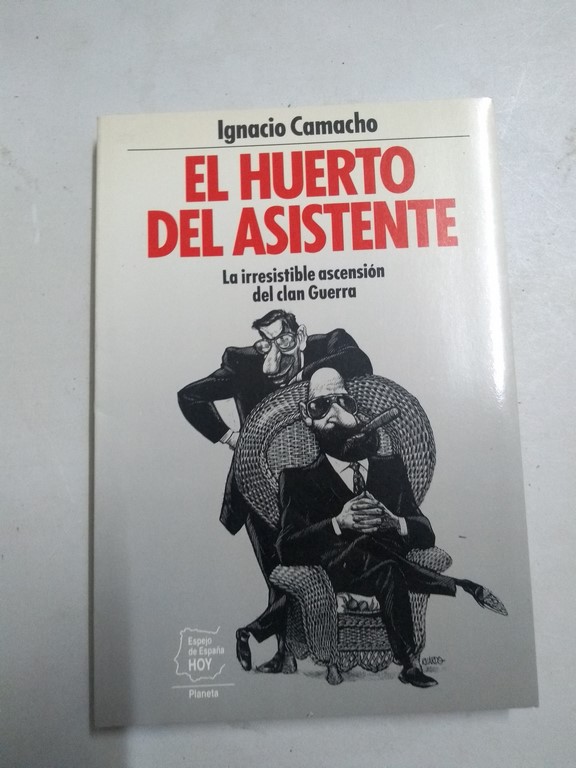 Ignacio Camacho
EL HUERTO
DEL ASISTENTE
La irresistible ascensión
del clan Guerra
Espejo
de España
HOY
Planeta